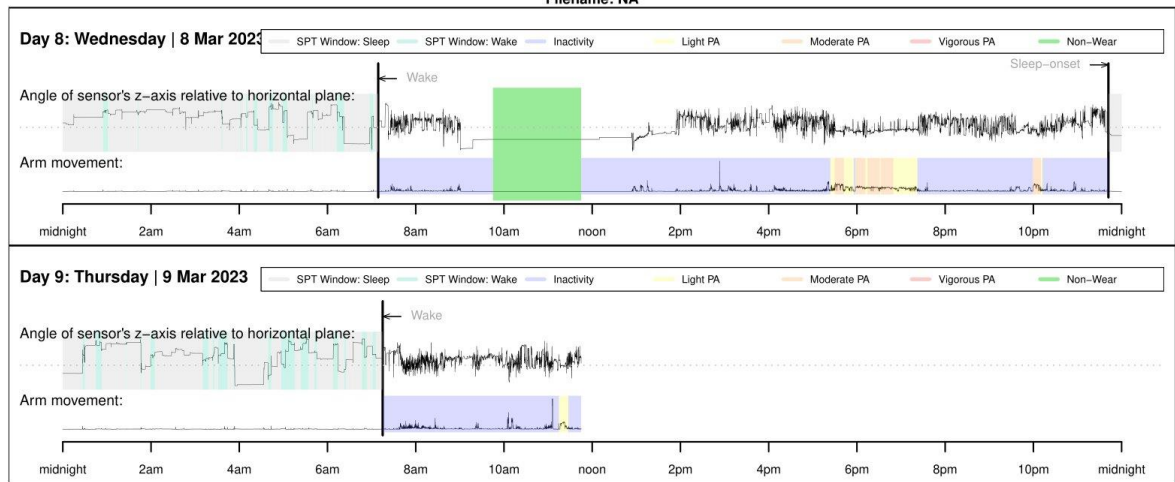 Filename: NA
Day 8: Wednesday | 8 Mar 2023
SPT Window: Sleep SPT Window: Wake Inactivity Light PA Moderate PA Vigorous PA Non-Wear
Wake
Sleep-onset
Angle of sensor's z-axis relative to horizontal plane:
Arm movement:
midnight 2am 4am 6am 8am 10am noon 2pm 4pm 6pm 8pm 10pm midnight
Day 9: Thursday | 9 Mar 2023
SPT Window: Sleep SPT Window: Wake Inactivity Light PA Moderate PA Vigorous PA Non-Wear
Wake
Angle of sensor's z-axis relative to horizontal plane:
Arm movement:
midnight 2am 4am 6am 8am 10am noon 2pm 4pm 6pm 8pm 10pm midnight